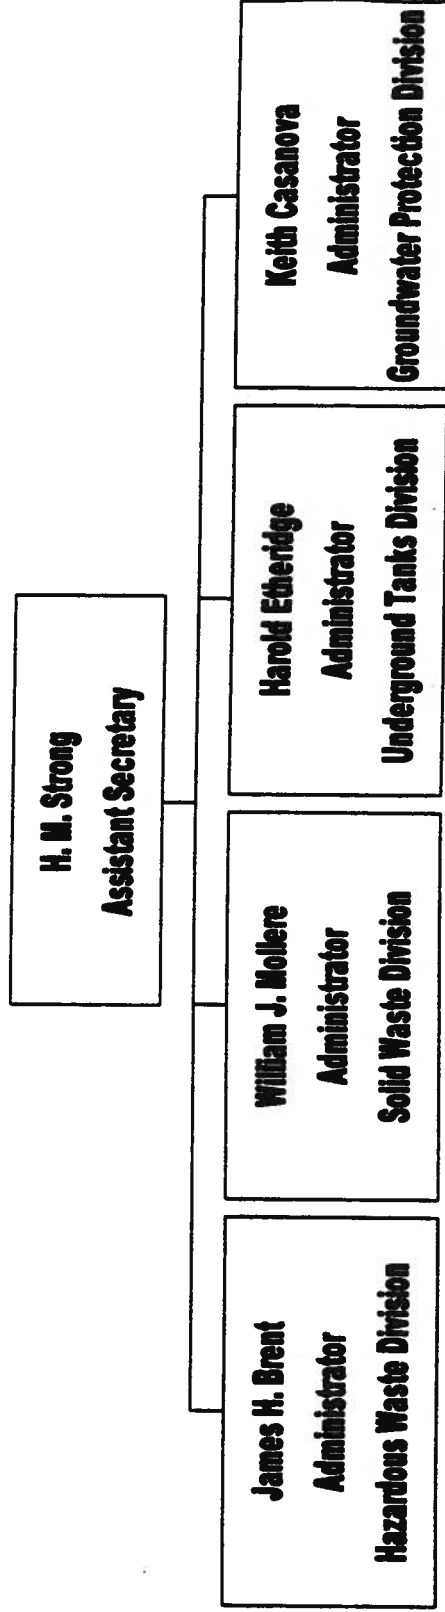 H. M. Strong
Assistant Secretary
James H. Brent
Administrator
Hazardous Waste Division
William J. Mollere
Administrator
Solid Waste Division
Harold Etheridge
Administrator
Underground Tanks Division
Keith Casanova
Administrator
Groundwater Protection Division